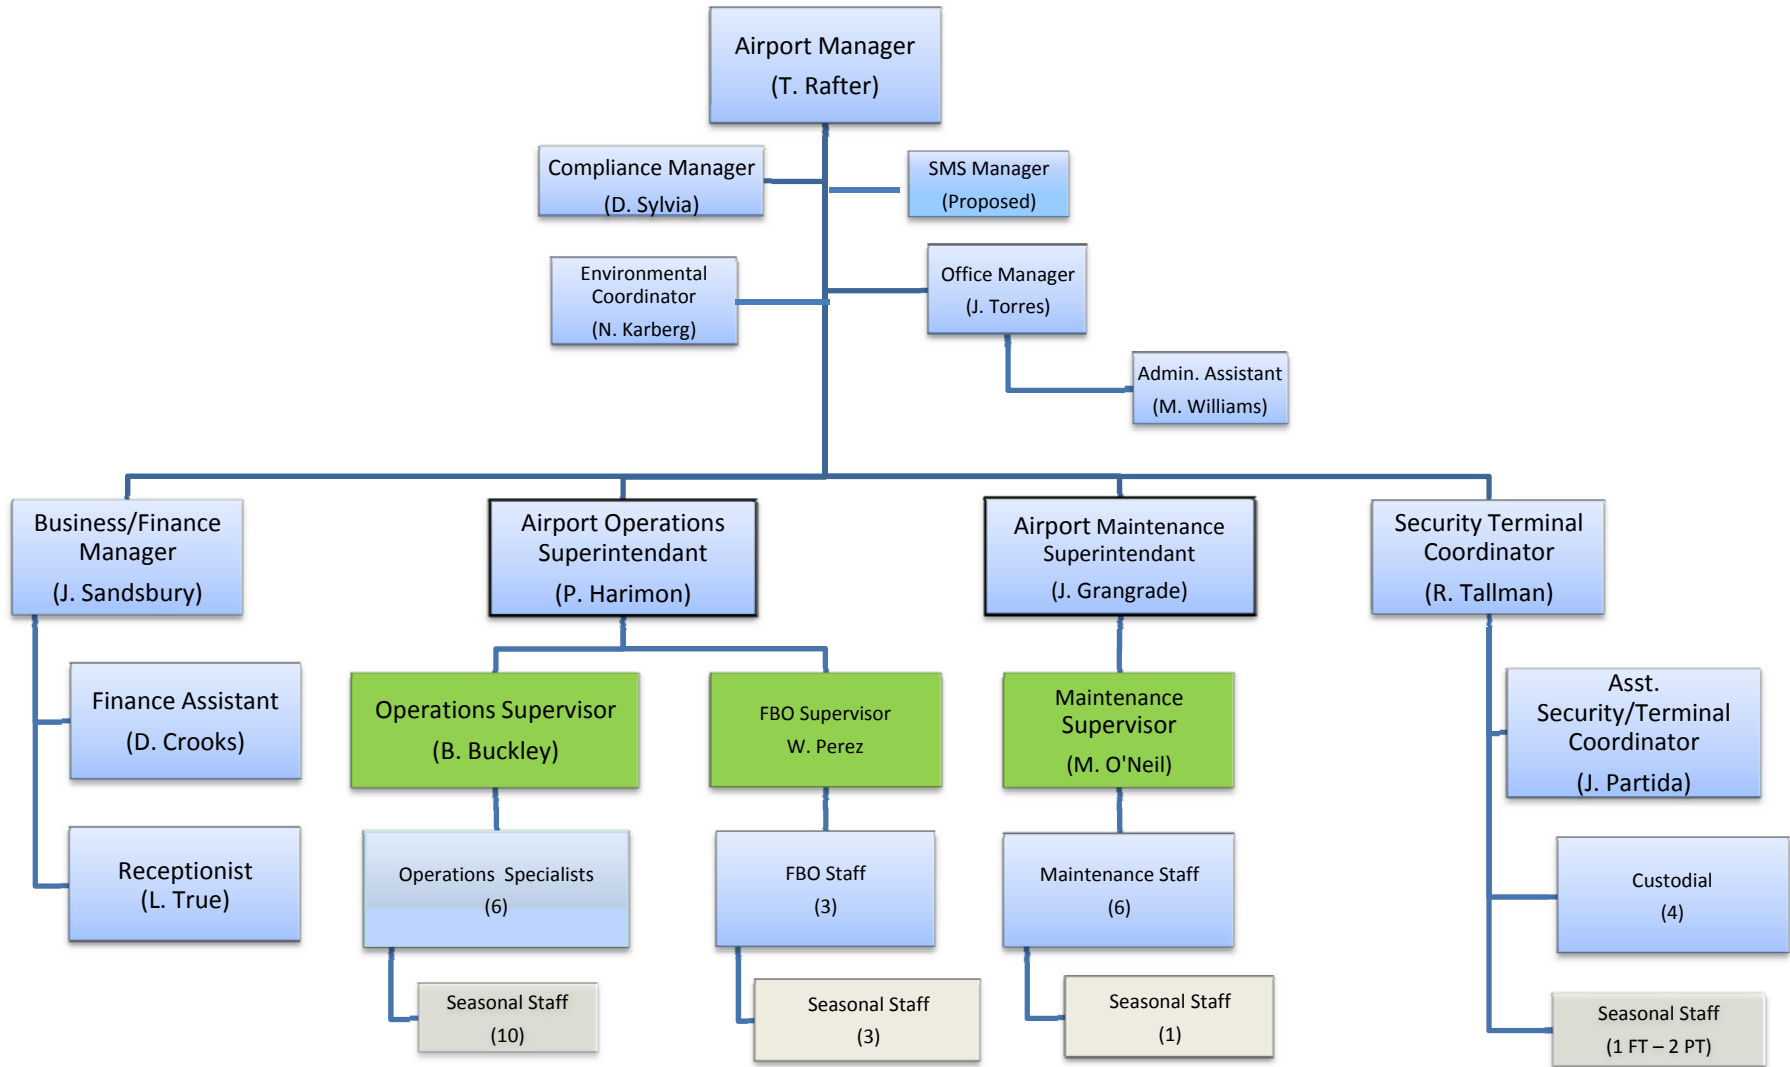 Airport Manager
(T. Rafter)
Compliance Manager
(D. Sylvia)
SMS Manager
(Proposed)
Environmental
Coordinator
(N. Karberg)
Office Manager
(J. Torres)
Admin. Assistant
(M. Williams)
Business/Finance
Manager
(J. Sandsbury)
Airport Operations
Superintendant
(P. Harimon)
Airport Maintenance
Superintendant
(J. Grangrade)
Security Terminal
Coordinator
(R. Tallman)
Finance Assistant
(D. Crooks)
Operations Supervisor
(B. Buckley)
FBO Supervisor
W. Perez
Maintenance
Supervisor
(M. O'Neil)
Asst.
Security/Terminal
Coordinator
(J. Partida)
Receptionist
(L. True)
Operations Specialists
(6)
FBO Staff
(3)
Maintenance Staff
(6)
Custodial
(4)
Seasonal Staff
(10)
Seasonal Staff
(3)
Seasonal Staff
(1)
Seasonal Staff
(1 FT – 2 PT)